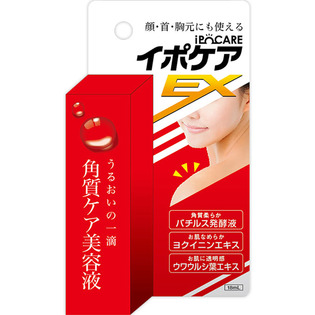 顔・首・胸元にも使える
iPOCARE
イポケア
EX
うるおいの一滴
角質ケア美容液
角質柔らか
バチルス発酵液
お肌なめらか
ヨクイニンエキス
お肌に透明感
ウワウルシ葉エキス
18mL